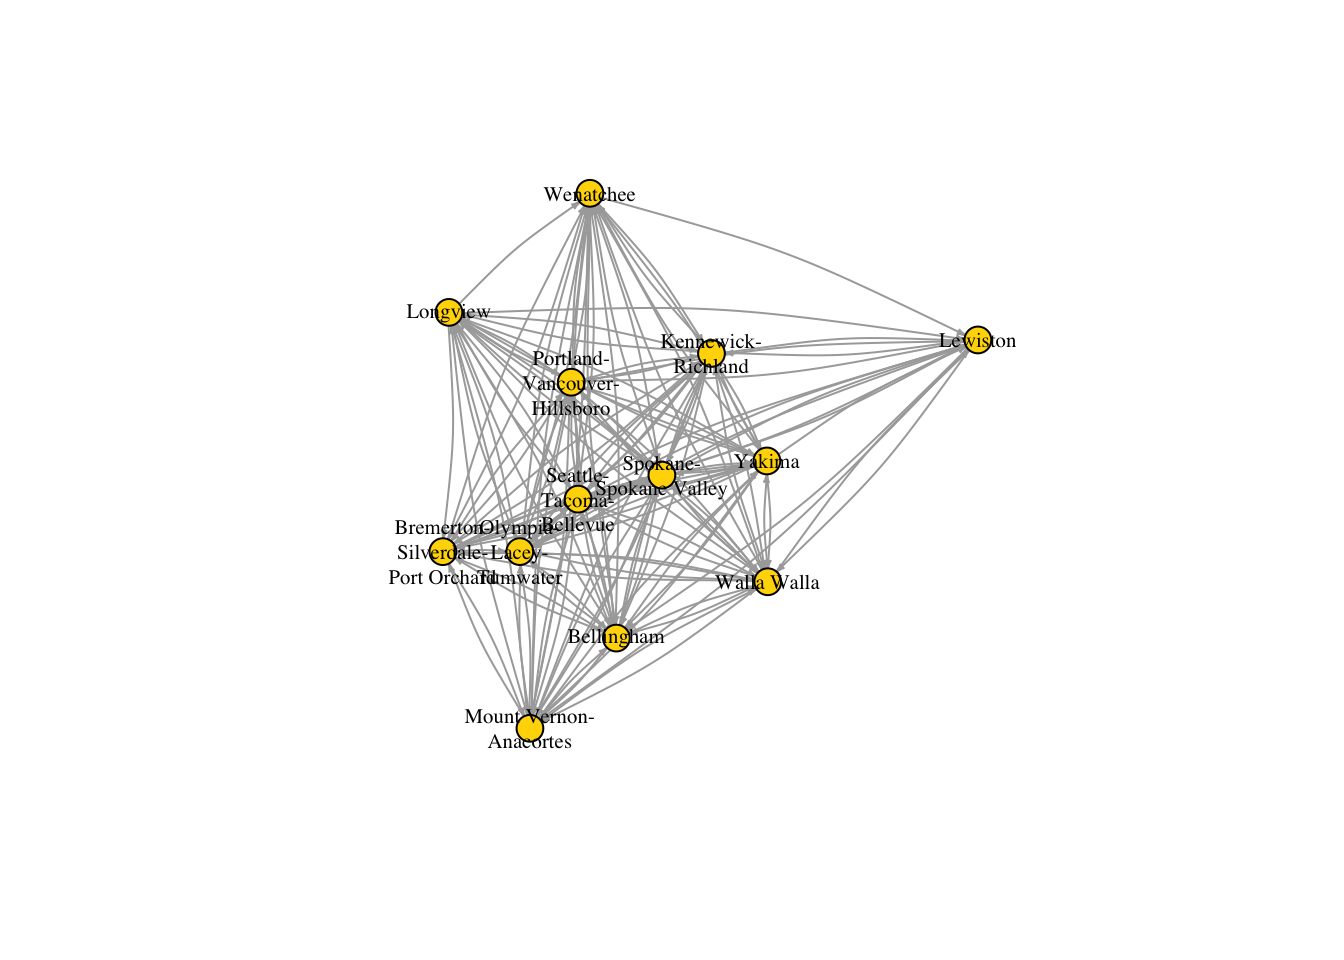 Wenatchee
Longview
Kennewick-
Richland
Lewiston
Portland-
Vancouver-
Hillsboro
Spokane-
Spokane Valley
Yakima
Seattle-
Tacoma-
Bellevue
Bremerton-
Silverdale-
Port Orchard
Olympia-
Lacey-
Tumwater
Walla Walla
Bellingham
Mount Vernon-
Anacortes